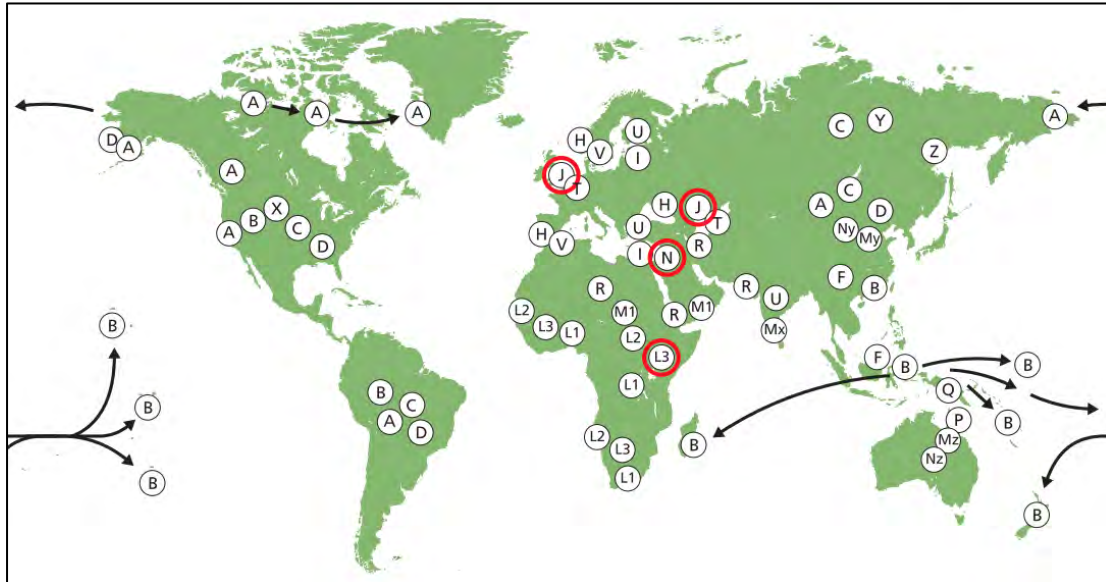 A A A A
D A H V U I C Y Z
A J T
A B X C D
H J T A C D
H V U R Ny My
I N
R M1 R M1 R U F B
L2 L3 L1 L2 Mx
B L3 F B B
B C L1 Q
B A D P B
L2 L3 B Mz
Nz
B L1
B